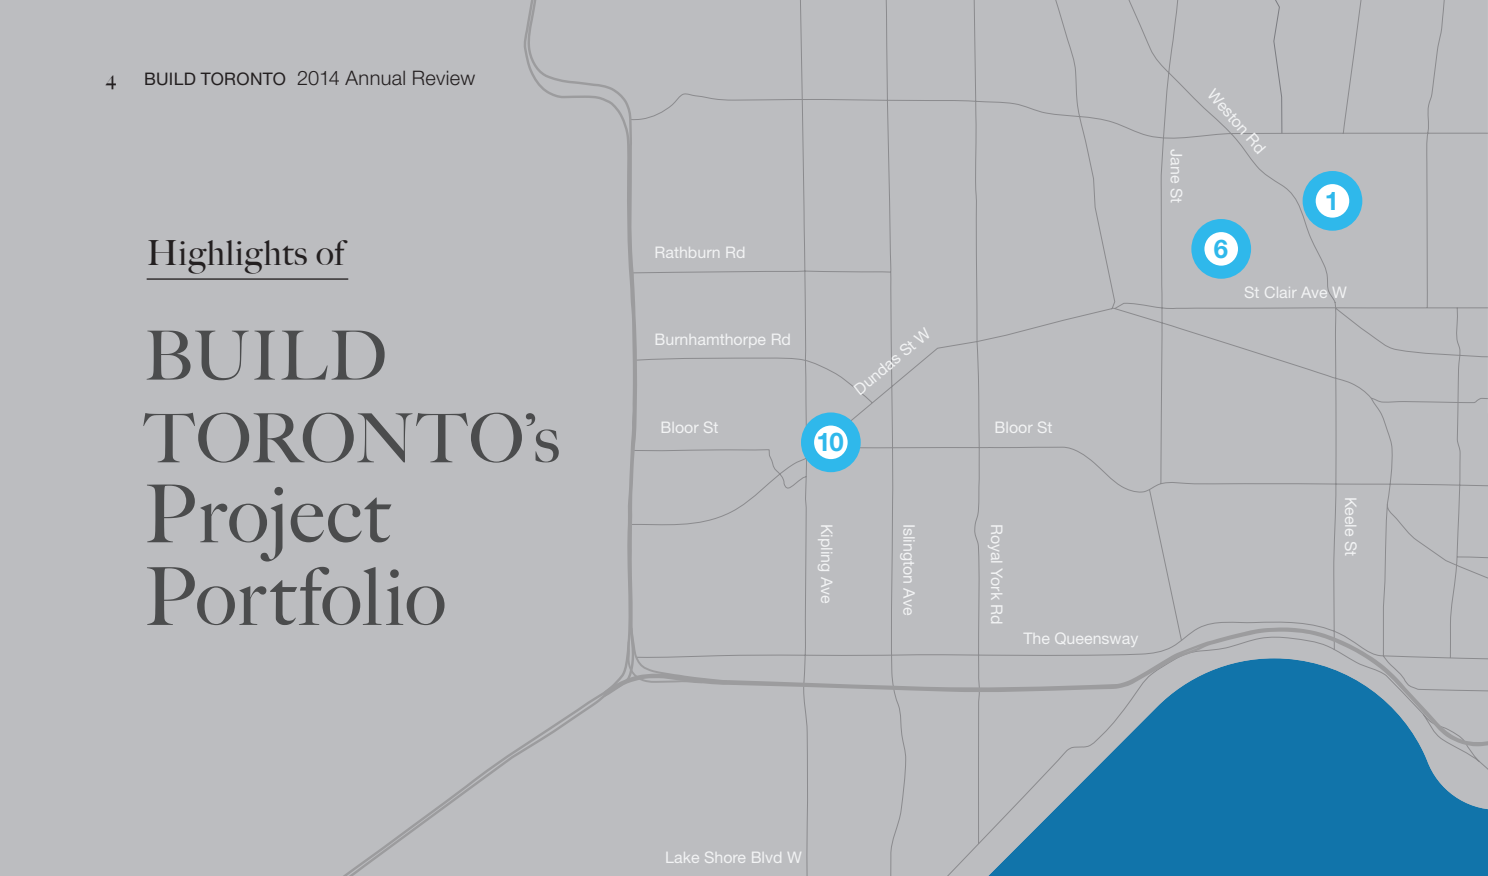 4 BUILD TORONTO 2014 Annual Review
Highlights of
BUILD
TORONTO’s
Project
Portfolio
Weston Rd
Jane St
1
6
St Clair Ave W
Rathburn Rd
Burnhamthorpe Rd
Dundas St W
Bloor St
10
Bloor St
Kipling Ave
Islington Ave
Royal York Rd
Keele St
The Queensway
Lake Shore Blvd W